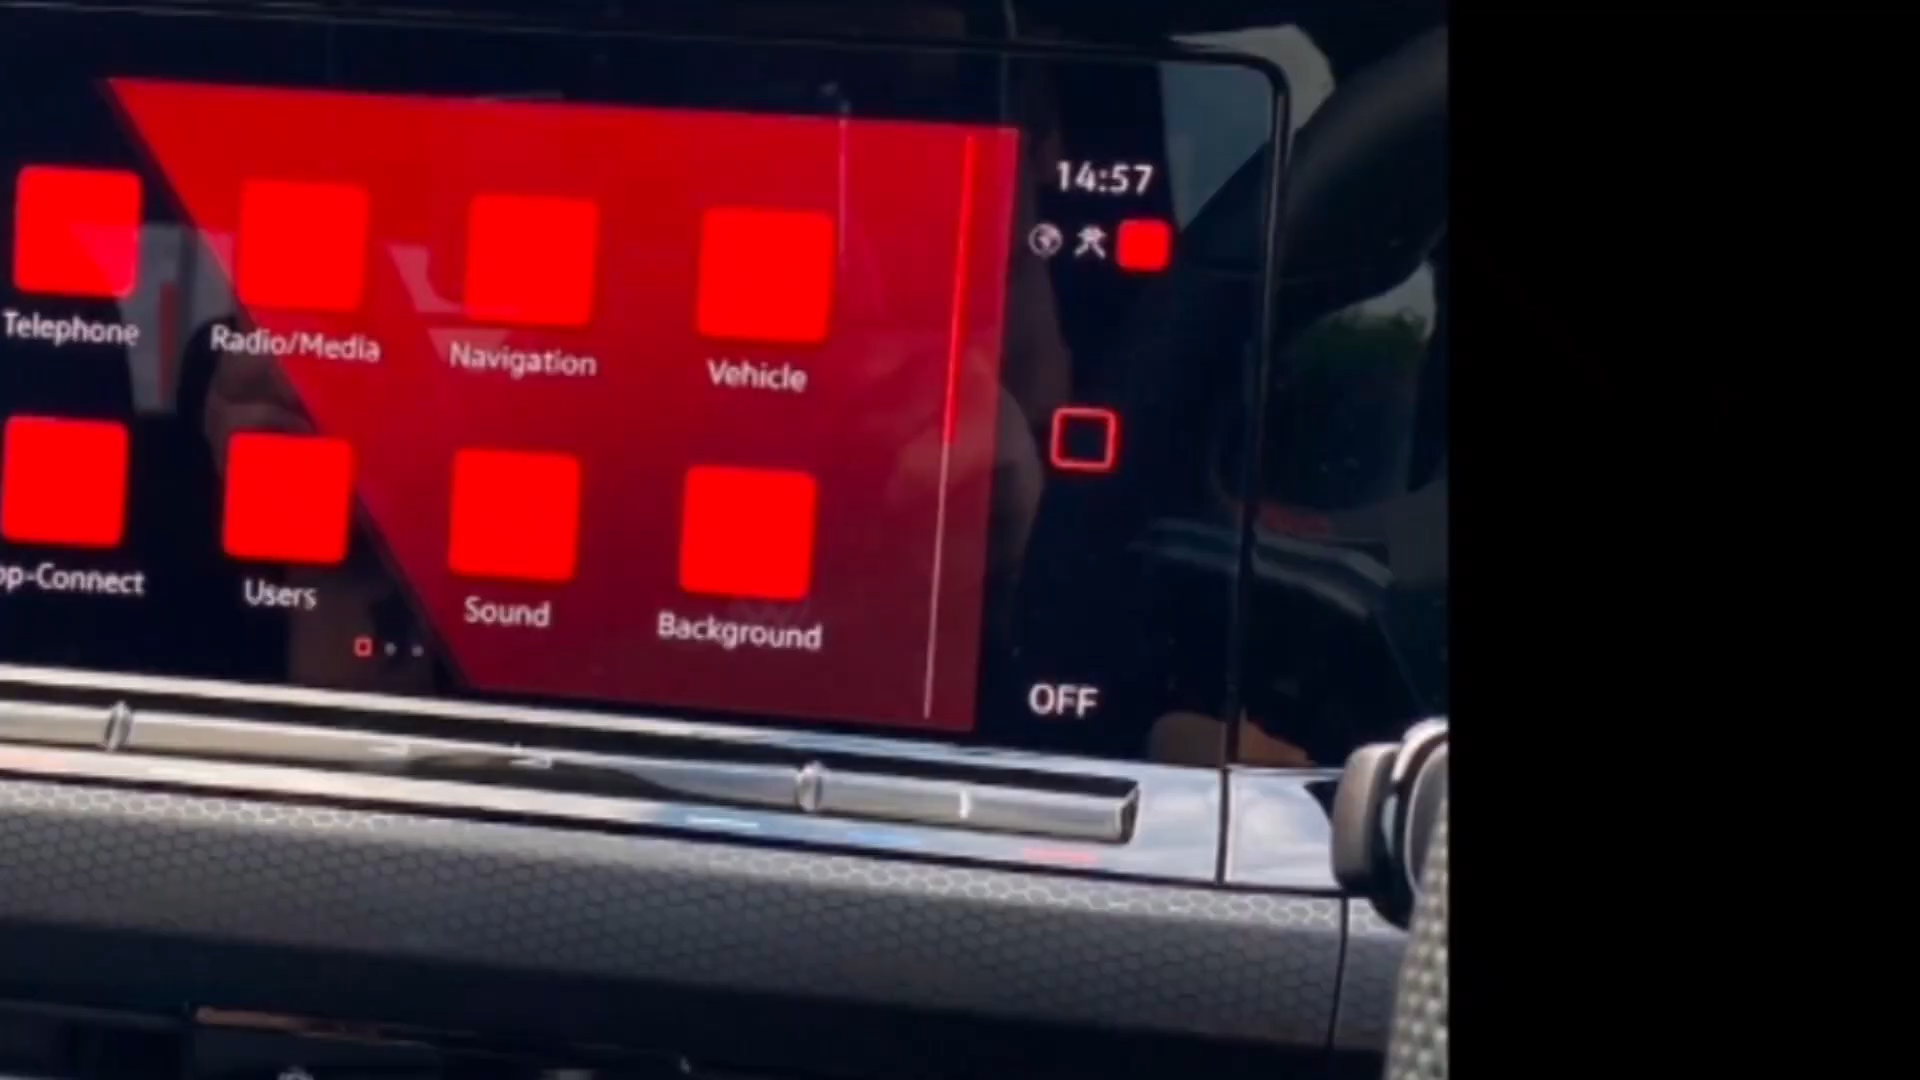 14:57
Telephone
Radio/Media
Navigation
Vehicle
pp-Connect
Users
Sound
Background
OFF